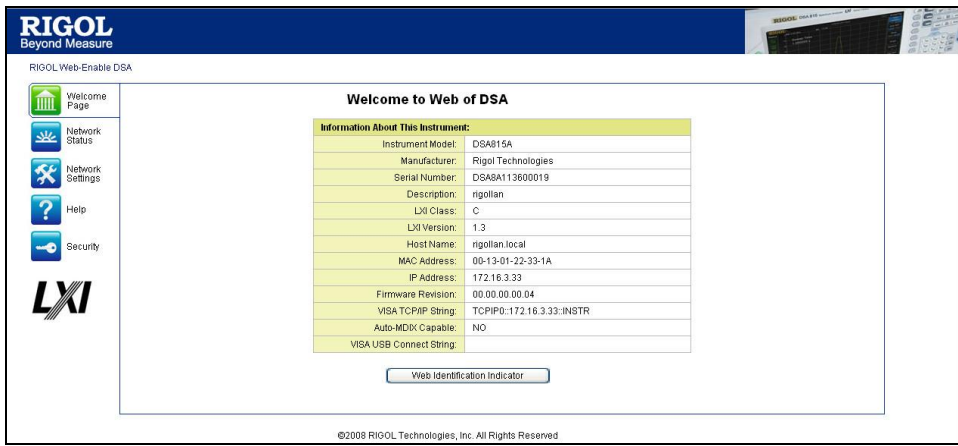 RIGOL
Beyond Measure
RIGOL Web-Enable DSA
Welcome
Page
Network
Status
Network
Settings
Help
Security
LXI
Welcome to Web of DSA
Information About This Instrument:
Instrument Model: DSA815A
Manufacturer: Rigol Technologies
Serial Number: DSA8A113600019
Description: rigollan
LXI Class: C
LXI Version: 1.3
Host Name: rigollan.local
MAC Address: 00-13-01-22-33-1A
IP Address: 172.16.3.33
Firmware Revision: 00.00.00.00.04
VISA TCP/IP String: TCPIP0::172.16.3.33::INSTR
Auto-MDIX Capable: NO
VISA USB Connect String:
Web Identification Indicator
©2008 RIGOL Technologies, Inc. All Rights Reserved